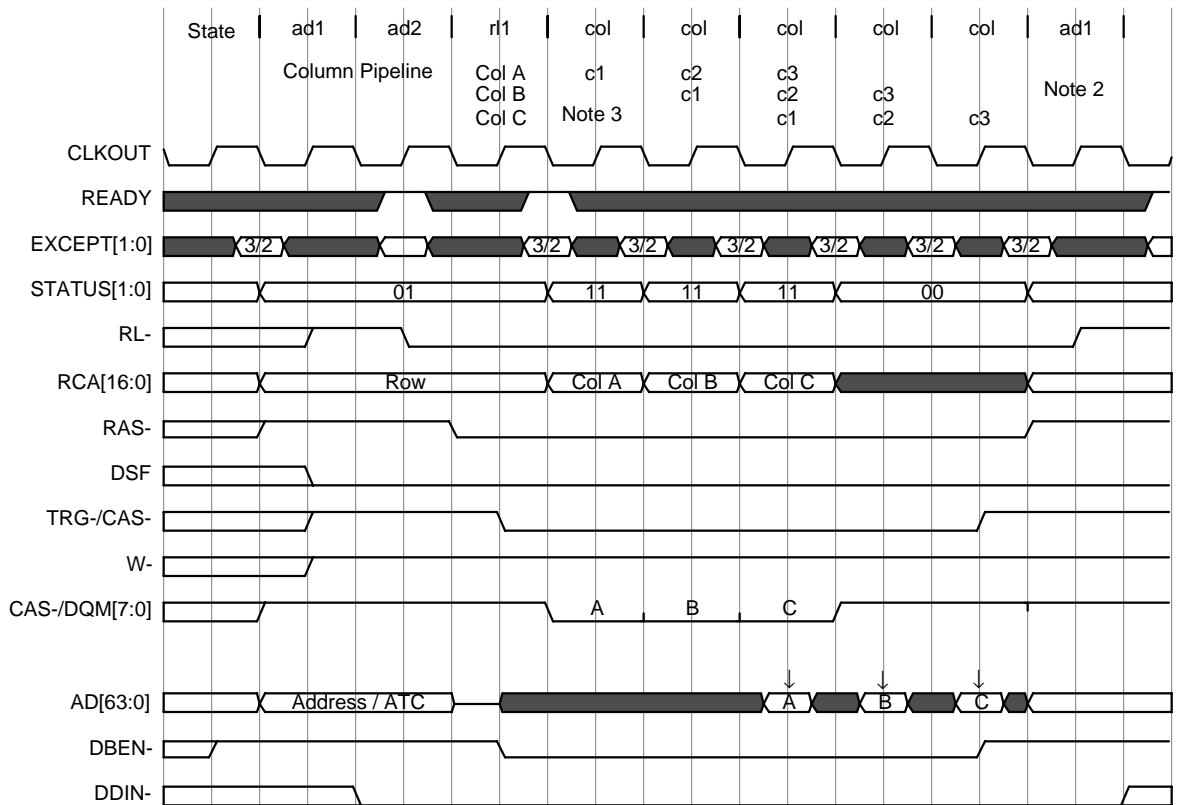 State ad1 ad2 rl1 col col col col col ad1
Column Pipeline Col A c1 c2 c3
Col B c1 c2 c3 Note 2
Col C Note 3 c1 c2 c3
CLKOUT
READY
EXCEPT[1:0] 3/2 3/2 3/2 3/2 3/2 3/2 3/2
STATUS[1:0] 01 11 11 11 00
RL-
RCA[16:0] Row Col A Col B Col C
RAS-
DSF
TRG-/CAS-
W-
CAS-/DQM[7:0] A B C
AD[63:0] Address / ATC A B C
DBEN-
DDIN-